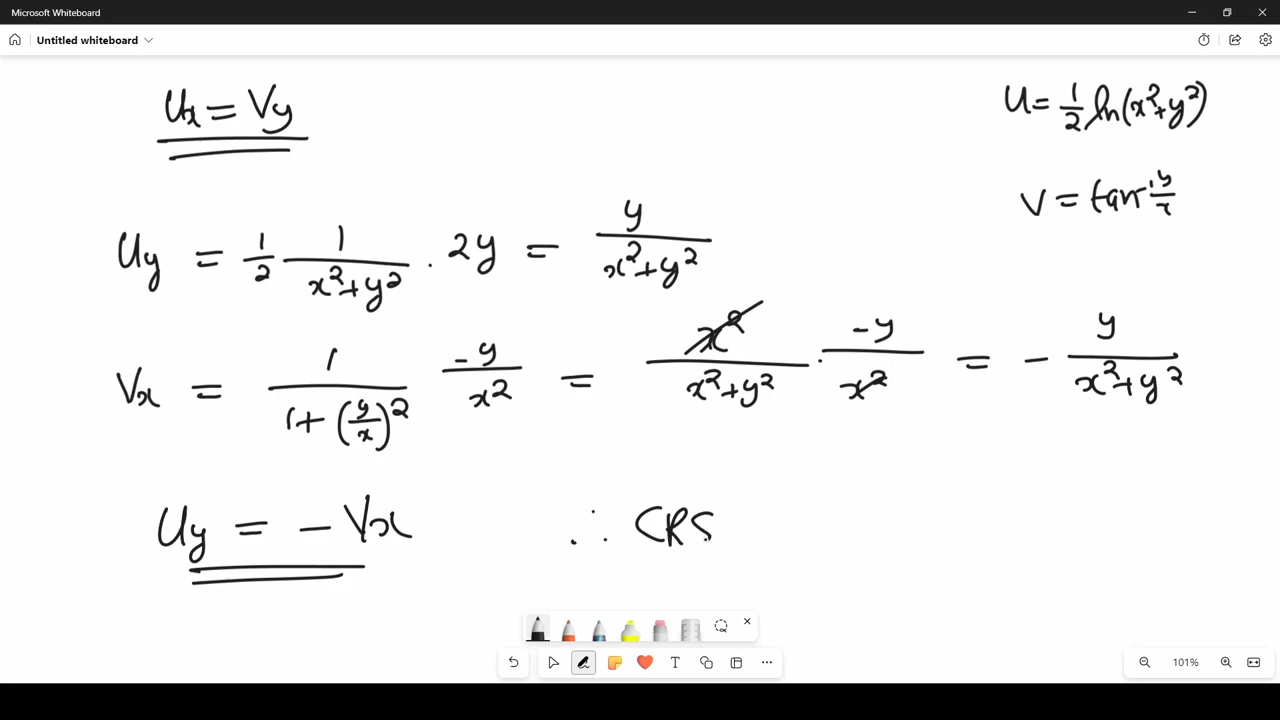 Microsoft Whiteboard
Untitled whiteboard
Ux = Vy
U = 1/2 ln(x²+y²)
V = tan⁻¹ y/x
Uy = 1/2 1/(x²+y²) . 2y = y/(x²+y²)
Vx = 1/(1+(y/x)²) -y/x² = x²/(x²+y²) . -y/x² = - y/(x²+y²)
Uy = - Vx ∴ CRS
101%